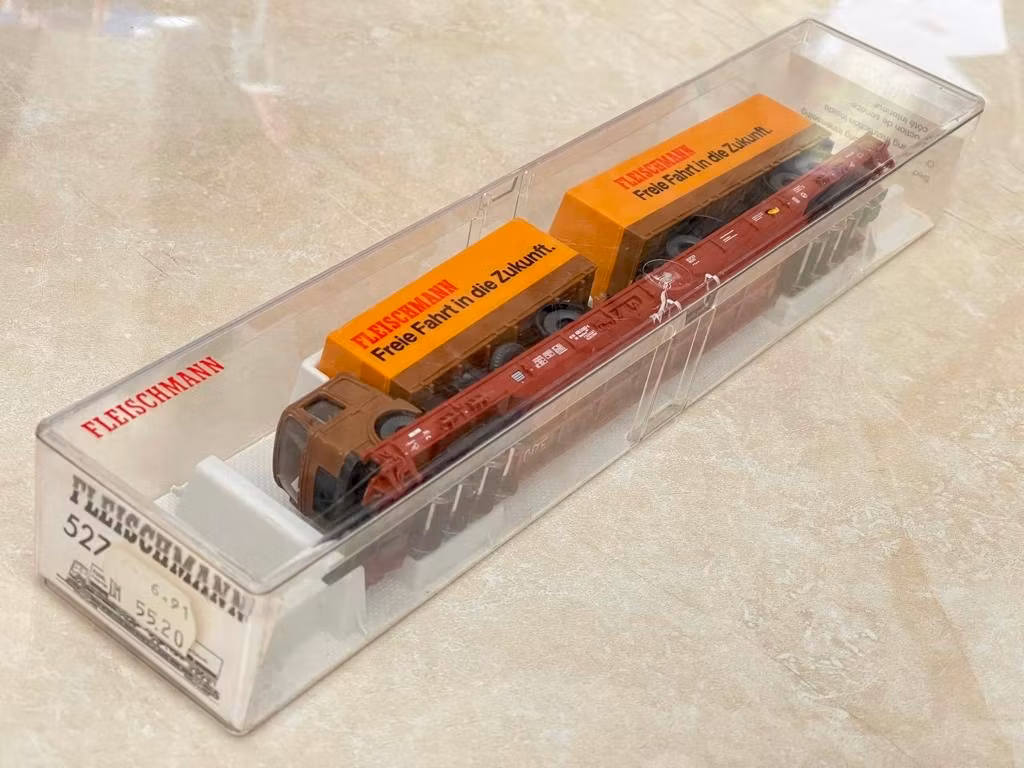 FLEISCHMANN
Freie Fahrt in die Zukunft.
FLEISCHMANN
Freie Fahrt in die Zukunft.
FLEISCHMANN
FLEISCHMANN
527
6.91
DM 55.20